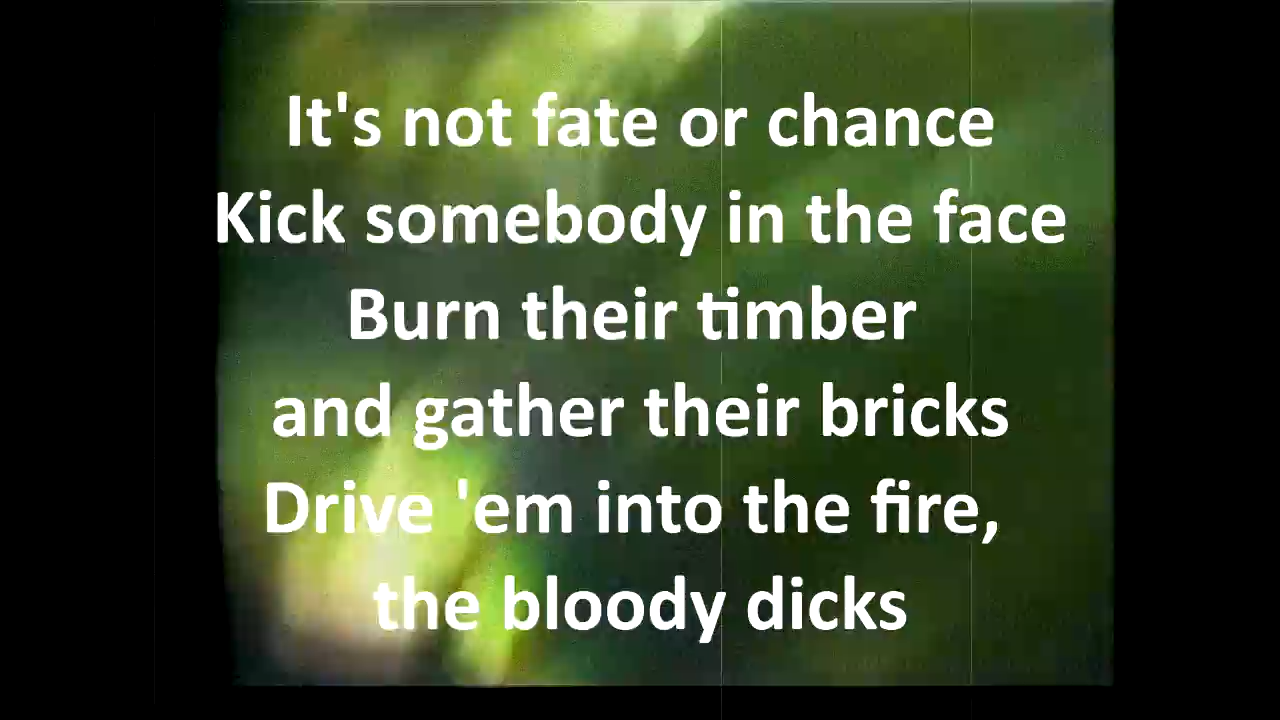 It's not fate or chance
Kick somebody in the face
Burn their timber
and gather their bricks
Drive 'em into the fire,
the bloody dicks